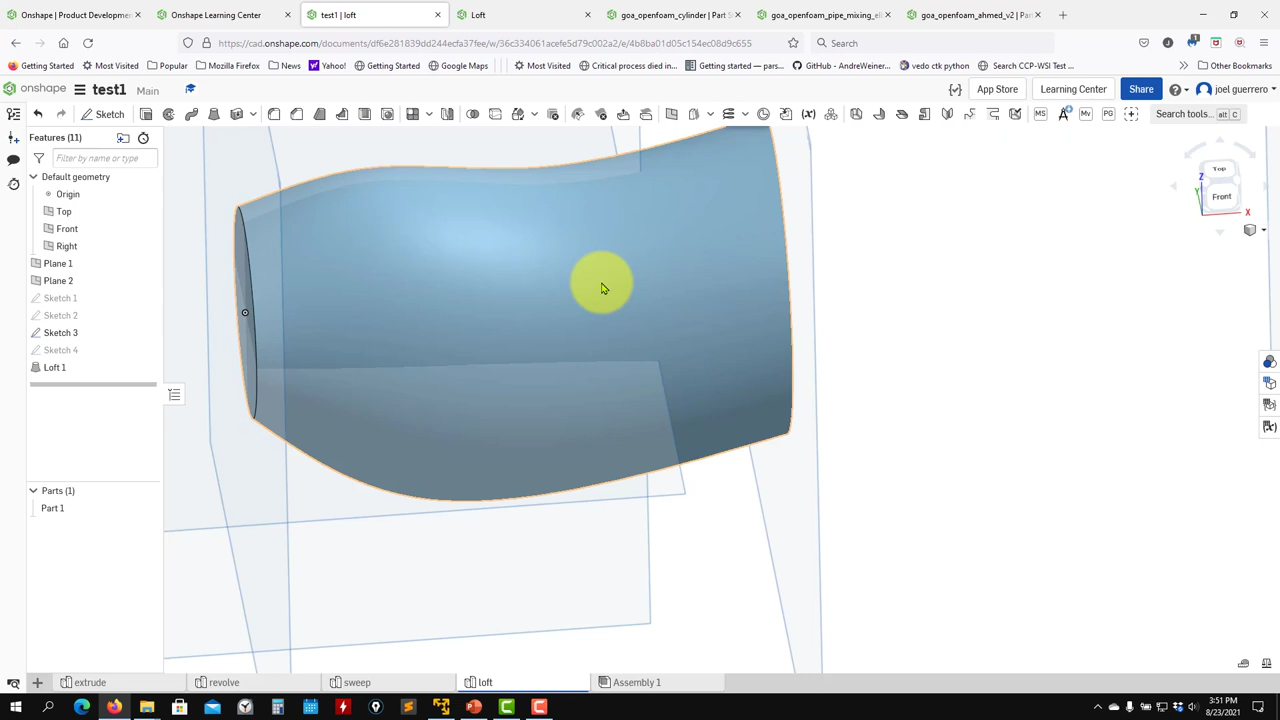 Onshape | Product Developmen
Onshape Learning Center
test1 | loft
Loft
goa_openfoam_cylinder | Part S
goa_openfoam_pipe_mixing_el
goa_openfoam_ahmed_v2 | Par
https://cad.onshape.com/documents/
Search
Getting Started
Most Visited
Popular
Mozilla Firefox
News
Yahoo!
Getting Started
Google Maps
Most Visited
Critical process died in...
Getting started — pars...
GitHub - AndreWeiner...
vedo ctk python
Search CCP-WSI Test ...
Other Bookmarks
onshape
test1
Main
App Store
Learning Center
Share
joel guerrero
Sketch
MS
Mv
PG
Search tools...
alt C
Features (11)
Filter by name or type
Default geometry
Origin
Top
Front
Right
Plane 1
Plane 2
Sketch 1
Sketch 2
Sketch 3
Sketch 4
Loft 1
Parts (1)
Part 1
Top
Front
Z
Y
X
extrude
revolve
sweep
loft
Assembly 1
3:51 PM
8/23/2021